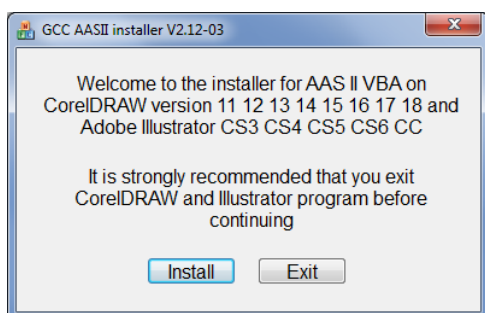 GCC AASII installer V2.12-03
Welcome to the installer for AAS II VBA on
CorelDRAW version 11 12 13 14 15 16 17 18 and
Adobe Illustrator CS3 CS4 CS5 CS6 CC
It is strongly recommended that you exit
CorelDRAW and Illustrator program before
continuing
Install Exit